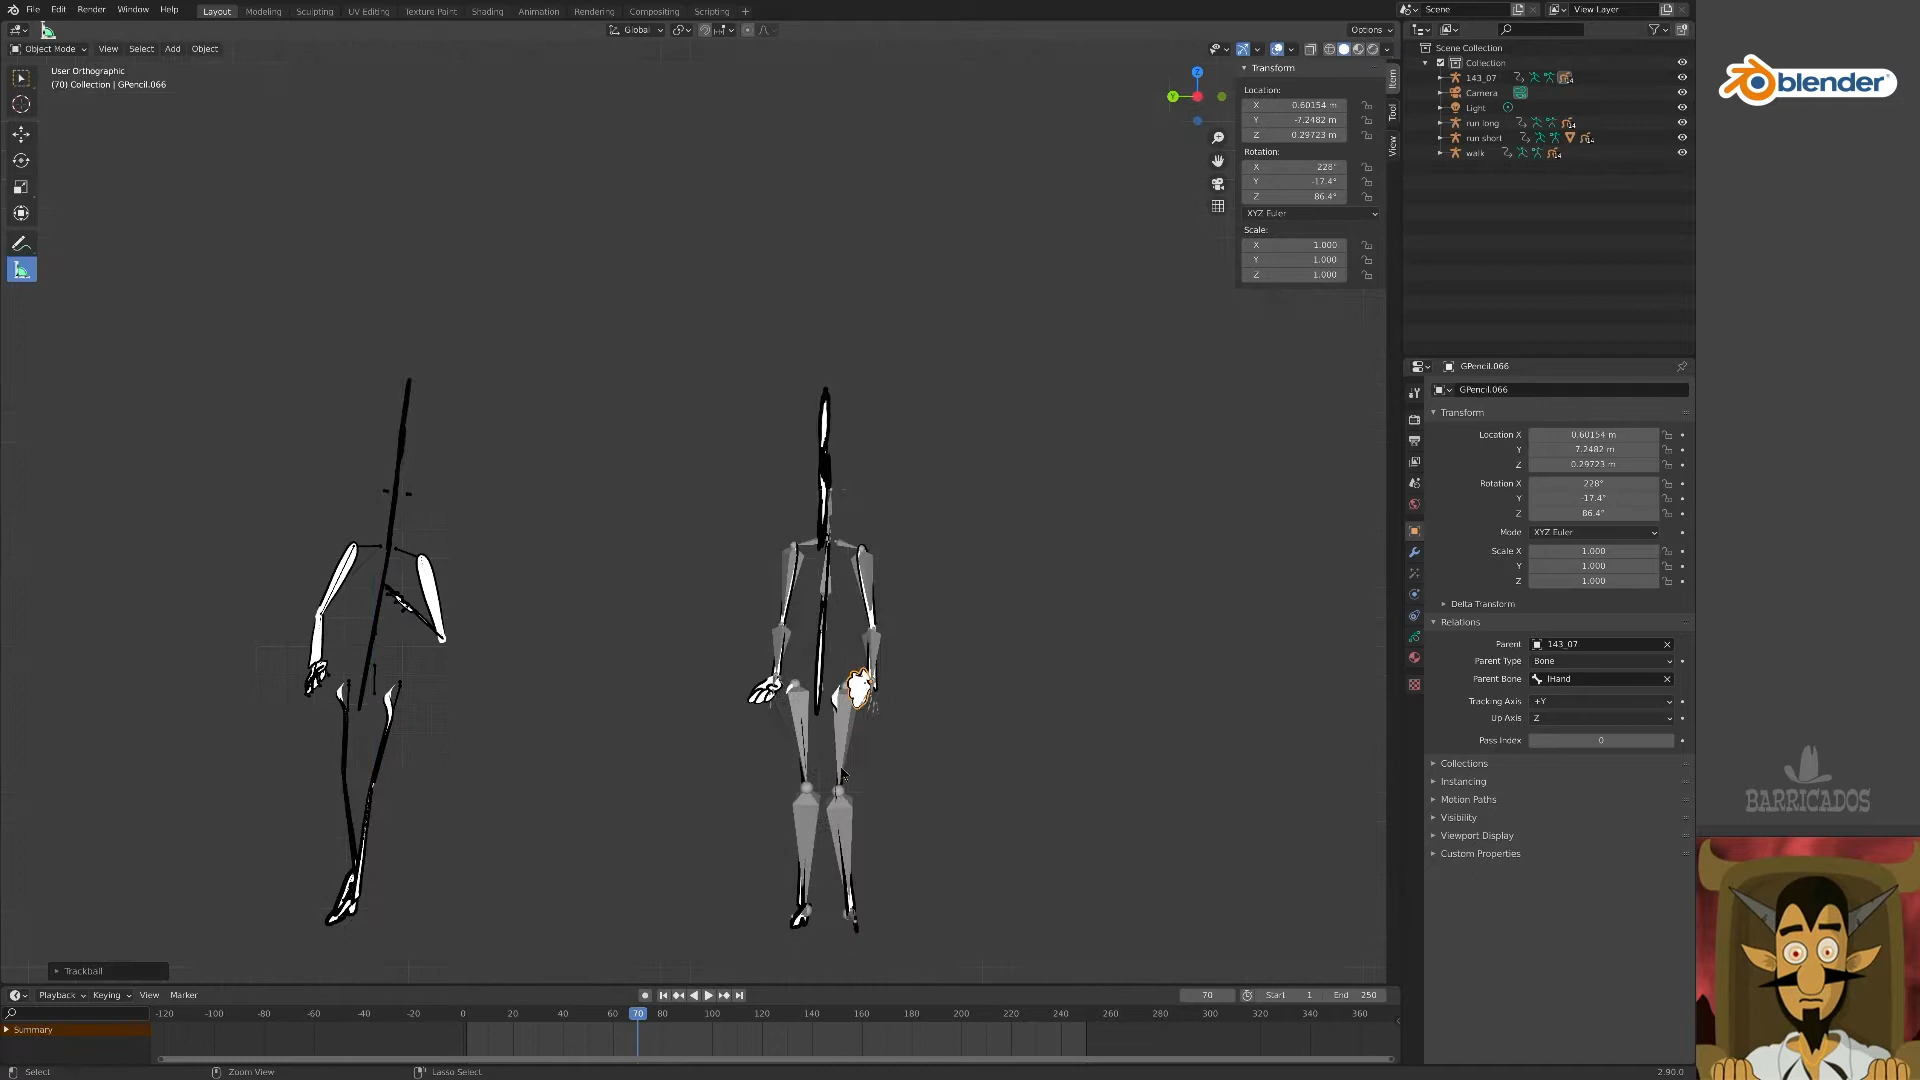 File Edit Render Window Help Layout Modeling Sculpting UV Editing Texture Paint Shading Animation Rendering Compositing Scripting + Scene View Layer
Global Options
Object Mode View Select Add Object
User Orthographic
(70) Collection | GPencil.066
Transform
Location:
X 0.60154 m
Y -7.2482 m
Z 0.29723 m
Rotation:
X 228°
Y -17.4°
Z 86.4°
XYZ Euler
Scale:
X 1.000
Y 1.000
Z 1.000
Item
Tool
View
Z
Y
Scene Collection
Collection
143_07
Camera
Light
run long
run short
walk
14
14
14
14
blender®
GPencil.066
GPencil.066
Transform
Location X 0.60154 m
Y 7.2482 m
Z 0.29723 m
Rotation X 228°
Y -17.4°
Z 86.4°
Mode XYZ Euler
Scale X 1.000
Y 1.000
Z 1.000
Delta Transform
Relations
Parent 143_07
Parent Type Bone
Parent Bone lHand
Tracking Axis +Y
Up Axis Z
Pass Index 0
Collections
Instancing
Motion Paths
Visibility
Viewport Display
Custom Properties
BARRICADOS
Trackball
Playback Keying View Marker 70 Start 1 End 250
-120 -100 -80 -60 -40 -20 0 20 40 60 70 80 100 120 140 160 180 200 220 240 260 280 300 320 340 360
Summary
Select Zoom View Lasso Select 2.90.0